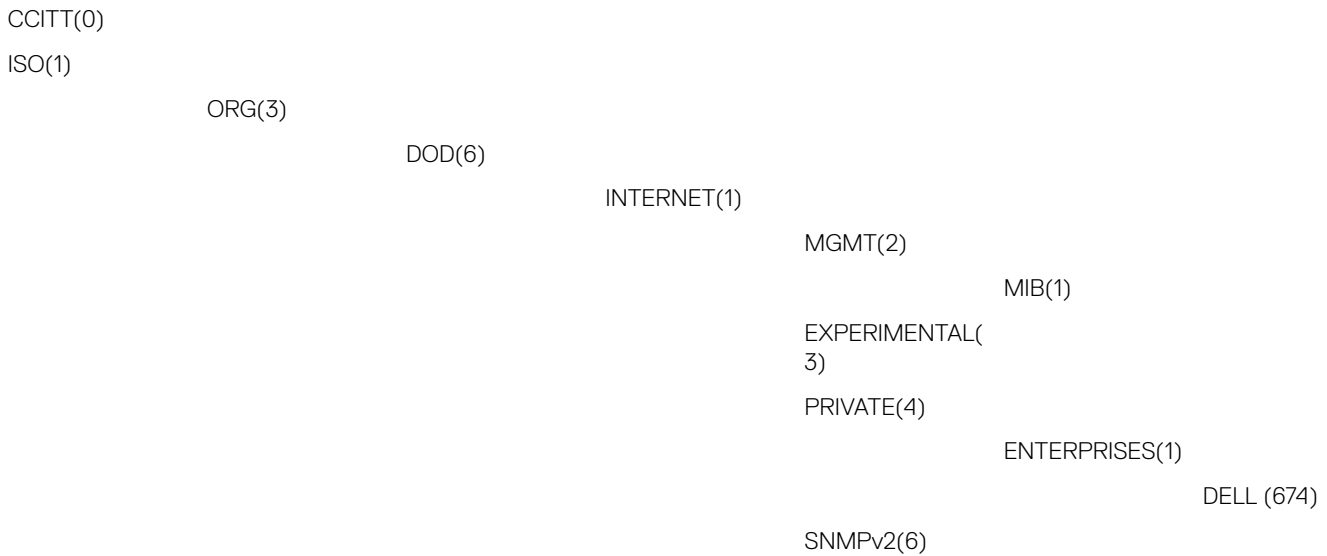 CCITT(0)
ISO(1)
ORG(3)
DOD(6)
INTERNET(1)
MGMT(2)
MIB(1)
EXPERIMENTAL(
3)
PRIVATE(4)
ENTERPRISES(1)
DELL (674)
SNMPv2(6)